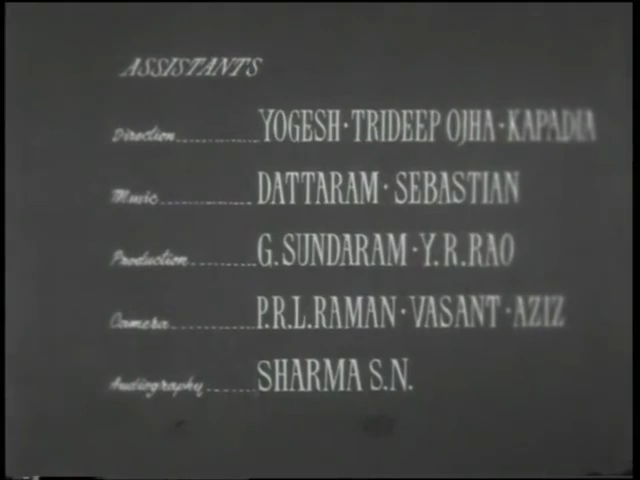 ASSISTANTS
Direction............ YOGESH · TRIDEEP OJHA · KAPADIA
Music............ DATTARAM · SEBASTIAN
Production.......... G. SUNDARAM · Y. R. RAO
Camera............ P.R.L. RAMAN · VASANT · AZIZ
Audiography........ SHARMA S.N.